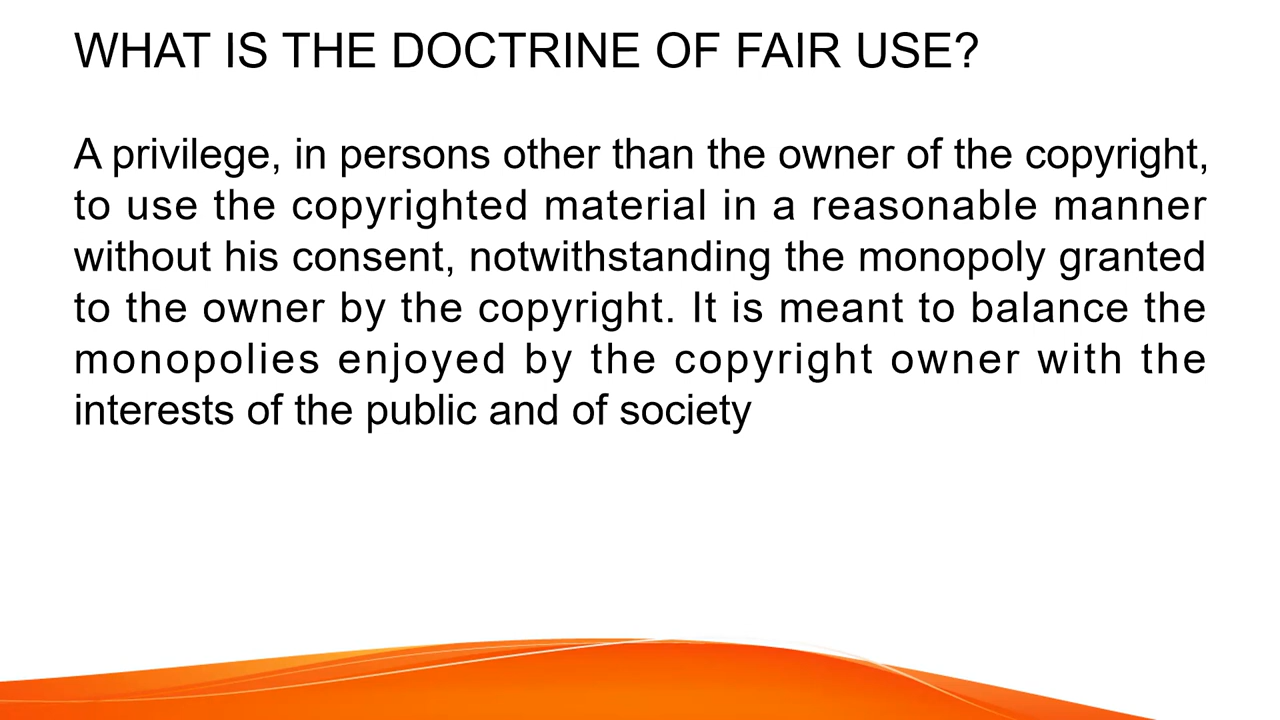 WHAT IS THE DOCTRINE OF FAIR USE?
A privilege, in persons other than the owner of the copyright,
to use the copyrighted material in a reasonable manner
without his consent, notwithstanding the monopoly granted
to the owner by the copyright. It is meant to balance the
monopolies enjoyed by the copyright owner with the
interests of the public and of society